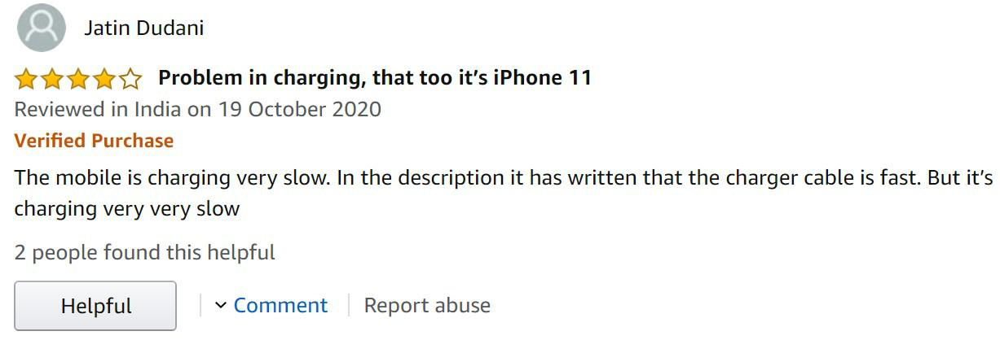 Jatin Dudani
Problem in charging, that too it's iPhone 11
Reviewed in India on 19 October 2020
Verified Purchase
The mobile is charging very slow. In the description it has written that the charger cable is fast. But it's
charging very very slow
2 people found this helpful
Helpful Comment Report abuse